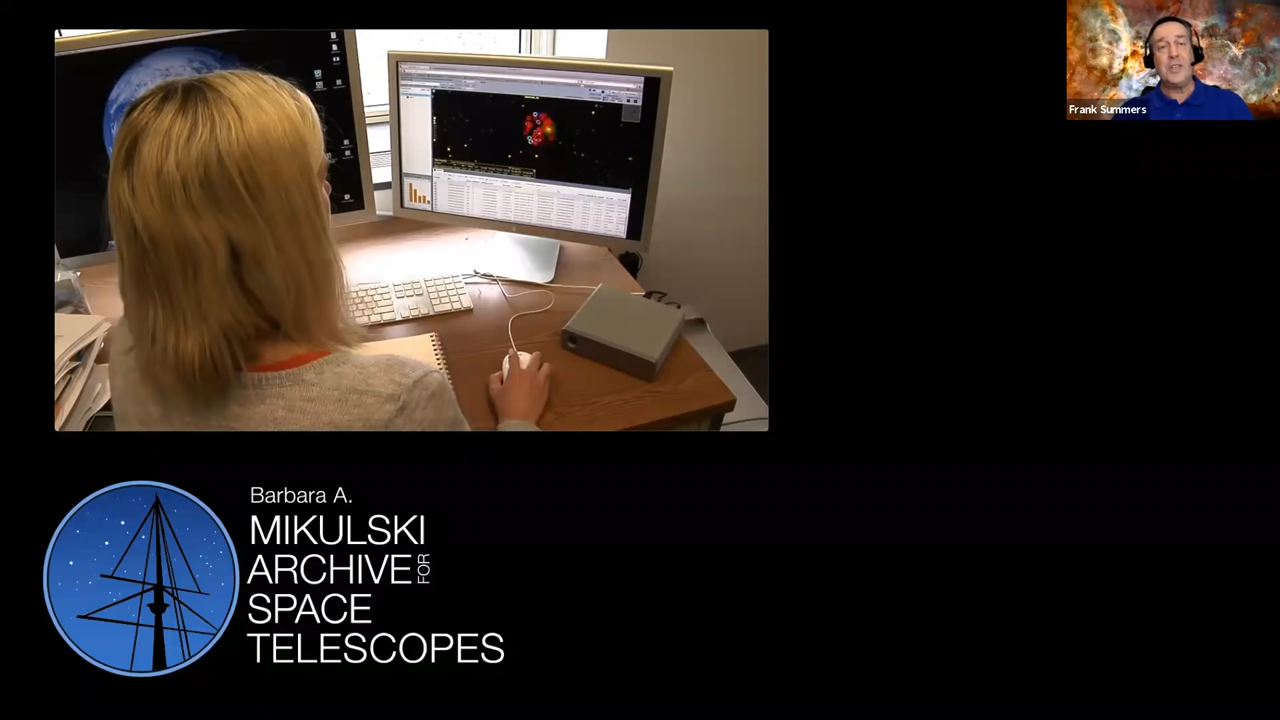 Frank Summers
Barbara A.
MIKULSKI
ARCHIVE FOR
SPACE
TELESCOPES